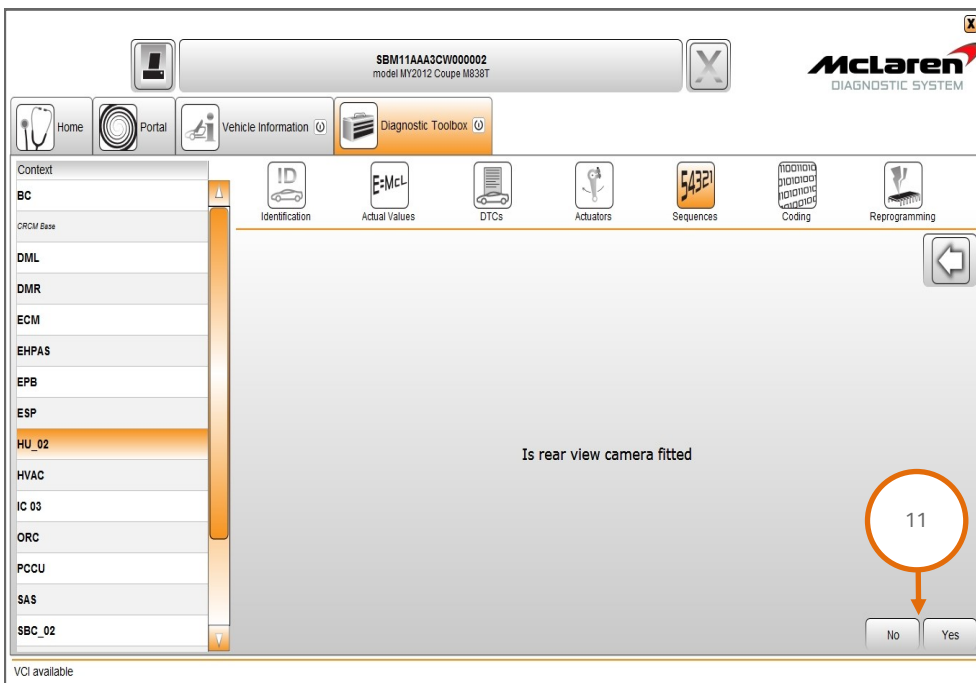 X
SBM11AAA3CW000002
model MY2012 Coupe M838T
X
McLaren
DIAGNOSTIC SYSTEM
Home
Portal
Vehicle Information
Diagnostic Toolbox
Context
BC
CRCM Base
DML
DMR
ECM
EHPAS
EPB
ESP
HU_02
HVAC
IC 03
ORC
PCCU
SAS
SBC_02
ID
Identification
E=McL
Actual Values
DTCs
Actuators
54321
Sequences
Coding
Reprogramming
Is rear view camera fitted
11
No
Yes
VCI available